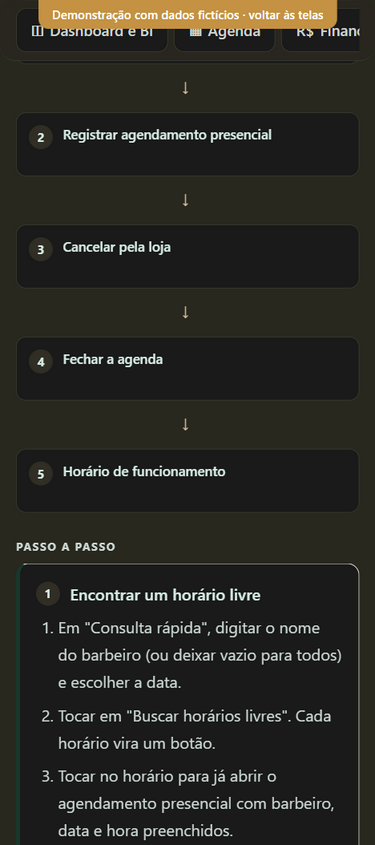 Demonstração com dados fictícios · voltar às telas
Dashboard e BI
Agenda
R$ Financ
↓
2 Registrar agendamento presencial
↓
3 Cancelar pela loja
↓
4 Fechar a agenda
↓
5 Horário de funcionamento
PASSO A PASSO
1 Encontrar um horário livre
1. Em "Consulta rápida", digitar o nome
do barbeiro (ou deixar vazio para todos)
e escolher a data.
2. Tocar em "Buscar horários livres". Cada
horário vira um botão.
3. Tocar no horário para já abrir o
agendamento presencial com barbeiro,
data e hora preenchidos.